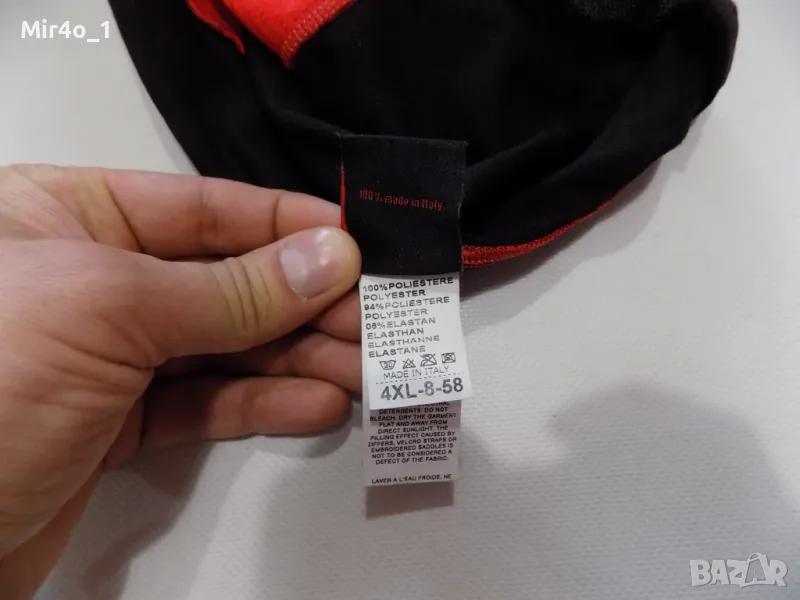 Mir4o_1
100% made in Italy
100%POLIESTERE
POLYESTER
94%POLIESTERE
POLYESTER
06%ELASTAN
ELASTHAN
ELASTHANNE
ELASTANE
30
MADE IN ITALY
4XL-8-58
DETERGENTS. DO NOT
BLEACH. DRY THE GARMENT
FLAT AND AWAY FROM
DIRECT SUNLIGHT. THE
PILLING EFFECT CAUSED BY
ZIPPERS, VELCRO STRAPS OR
EMBROIDERED SADDLES IS
NOT TO BE CONSIDERED A
DEFECT OF THE FABRIC.
LAVER A L'EAU FROIDE, NE
BAZAR